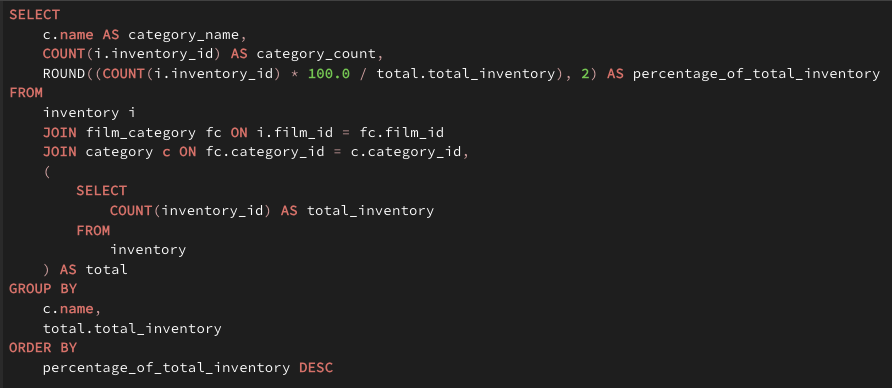 SELECT
    c.name AS category_name,
    COUNT(i.inventory_id) AS category_count,
    ROUND((COUNT(i.inventory_id) * 100.0 / total.total_inventory), 2) AS percentage_of_total_inventory
FROM
    inventory i
    JOIN film_category fc ON i.film_id = fc.film_id
    JOIN category c ON fc.category_id = c.category_id,
    (
        SELECT
            COUNT(inventory_id) AS total_inventory
        FROM
            inventory
    ) AS total
GROUP BY
    c.name,
    total.total_inventory
ORDER BY
    percentage_of_total_inventory DESC